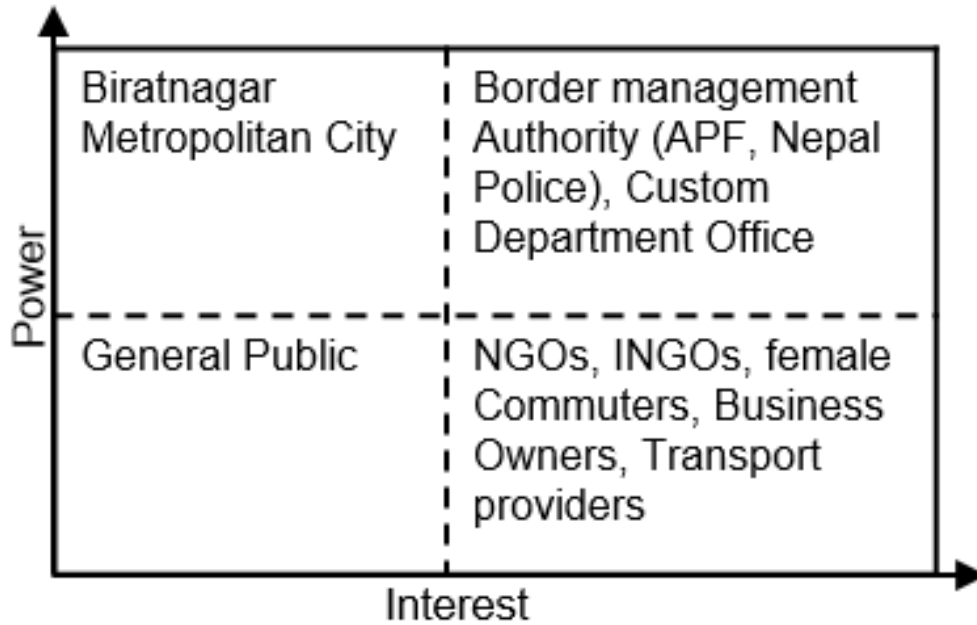 Biratnagar
Metropolitan City
Border management
Authority (APF, Nepal
Police), Custom
Department Office
Power
General Public
NGOs, INGOs, female
Commuters, Business
Owners, Transport
providers
Interest